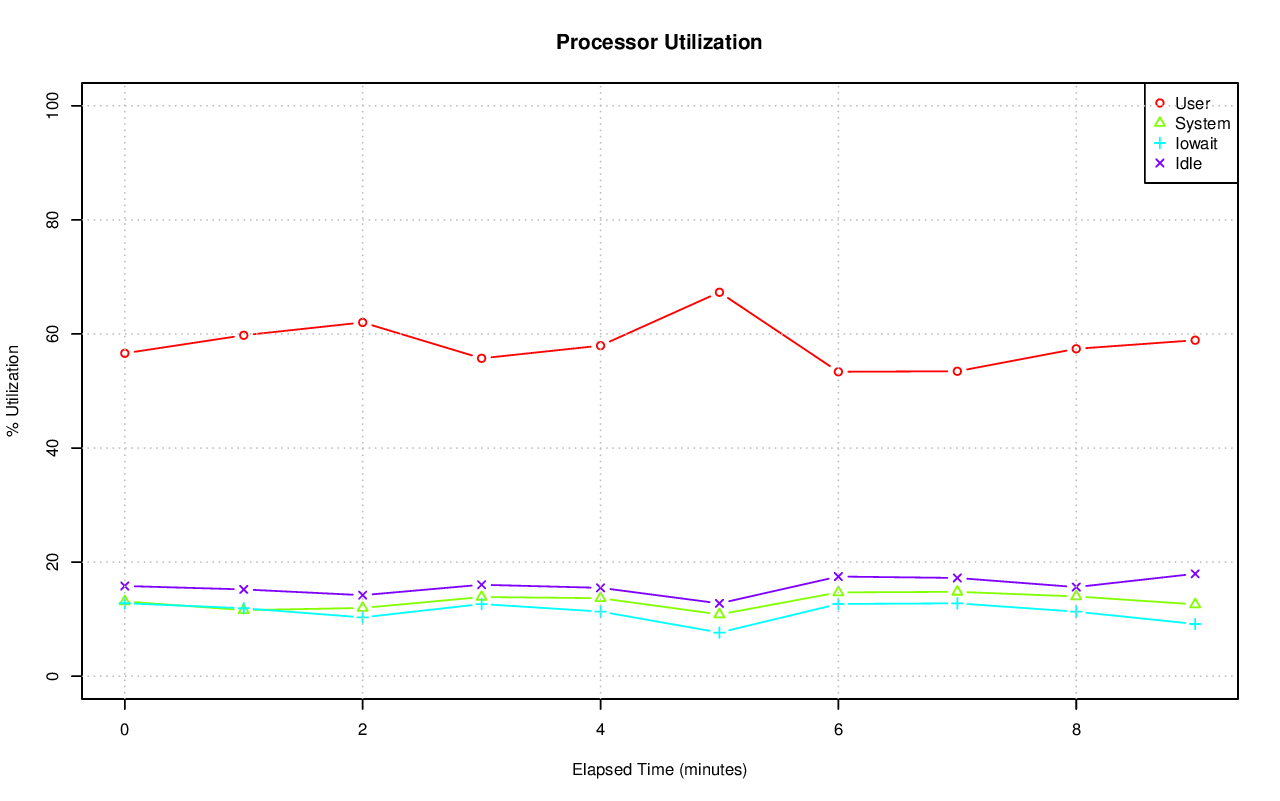 Processor Utilization
100
80
60
40
20
0
% Utilization
User
System
Iowait
Idle
0 2 4 6 8
Elapsed Time (minutes)